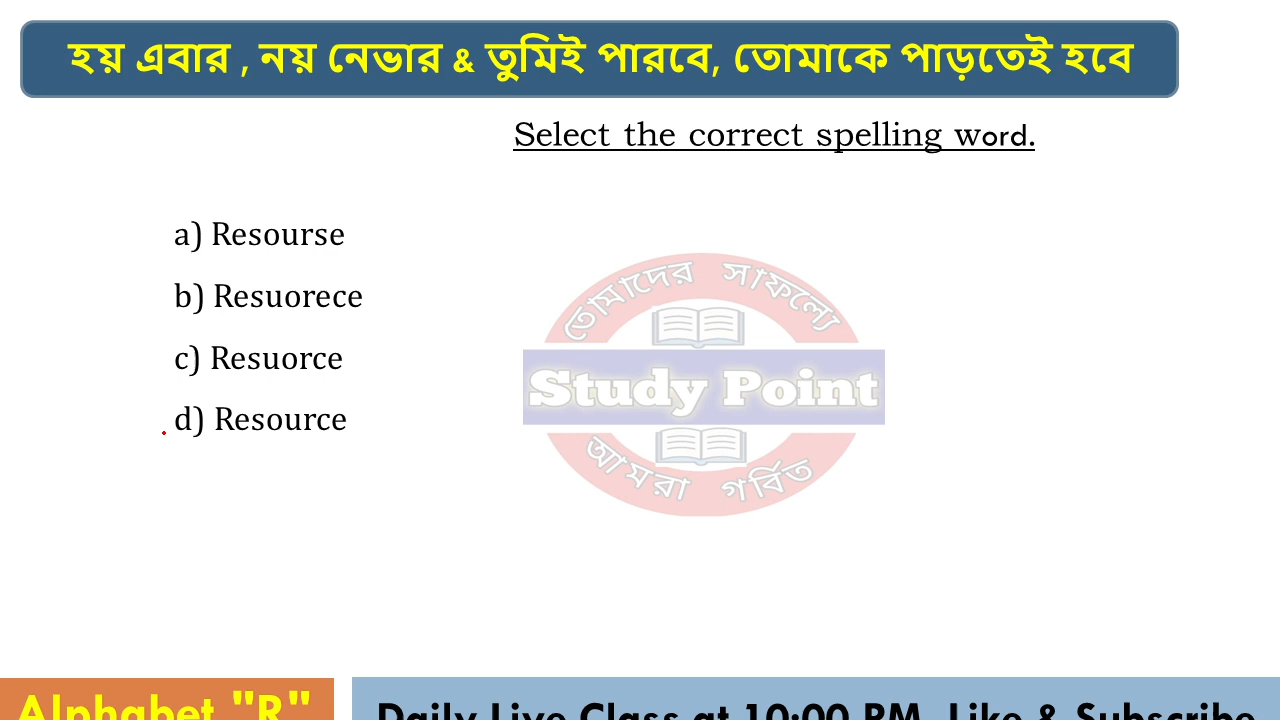 হয় এবার , নয় নেভার & তুমিই পারবে, তোমাকে পাড়তেই হবে
Select the correct spelling word.
a) Resourse
b) Resuorece
c) Resuorce
d) Resource
তোমাদের সাফল্যে
Study Point
আমরা গর্বিত
Alphabet "R"
Daily Live Class at 10:00 PM, Like & Subscribe